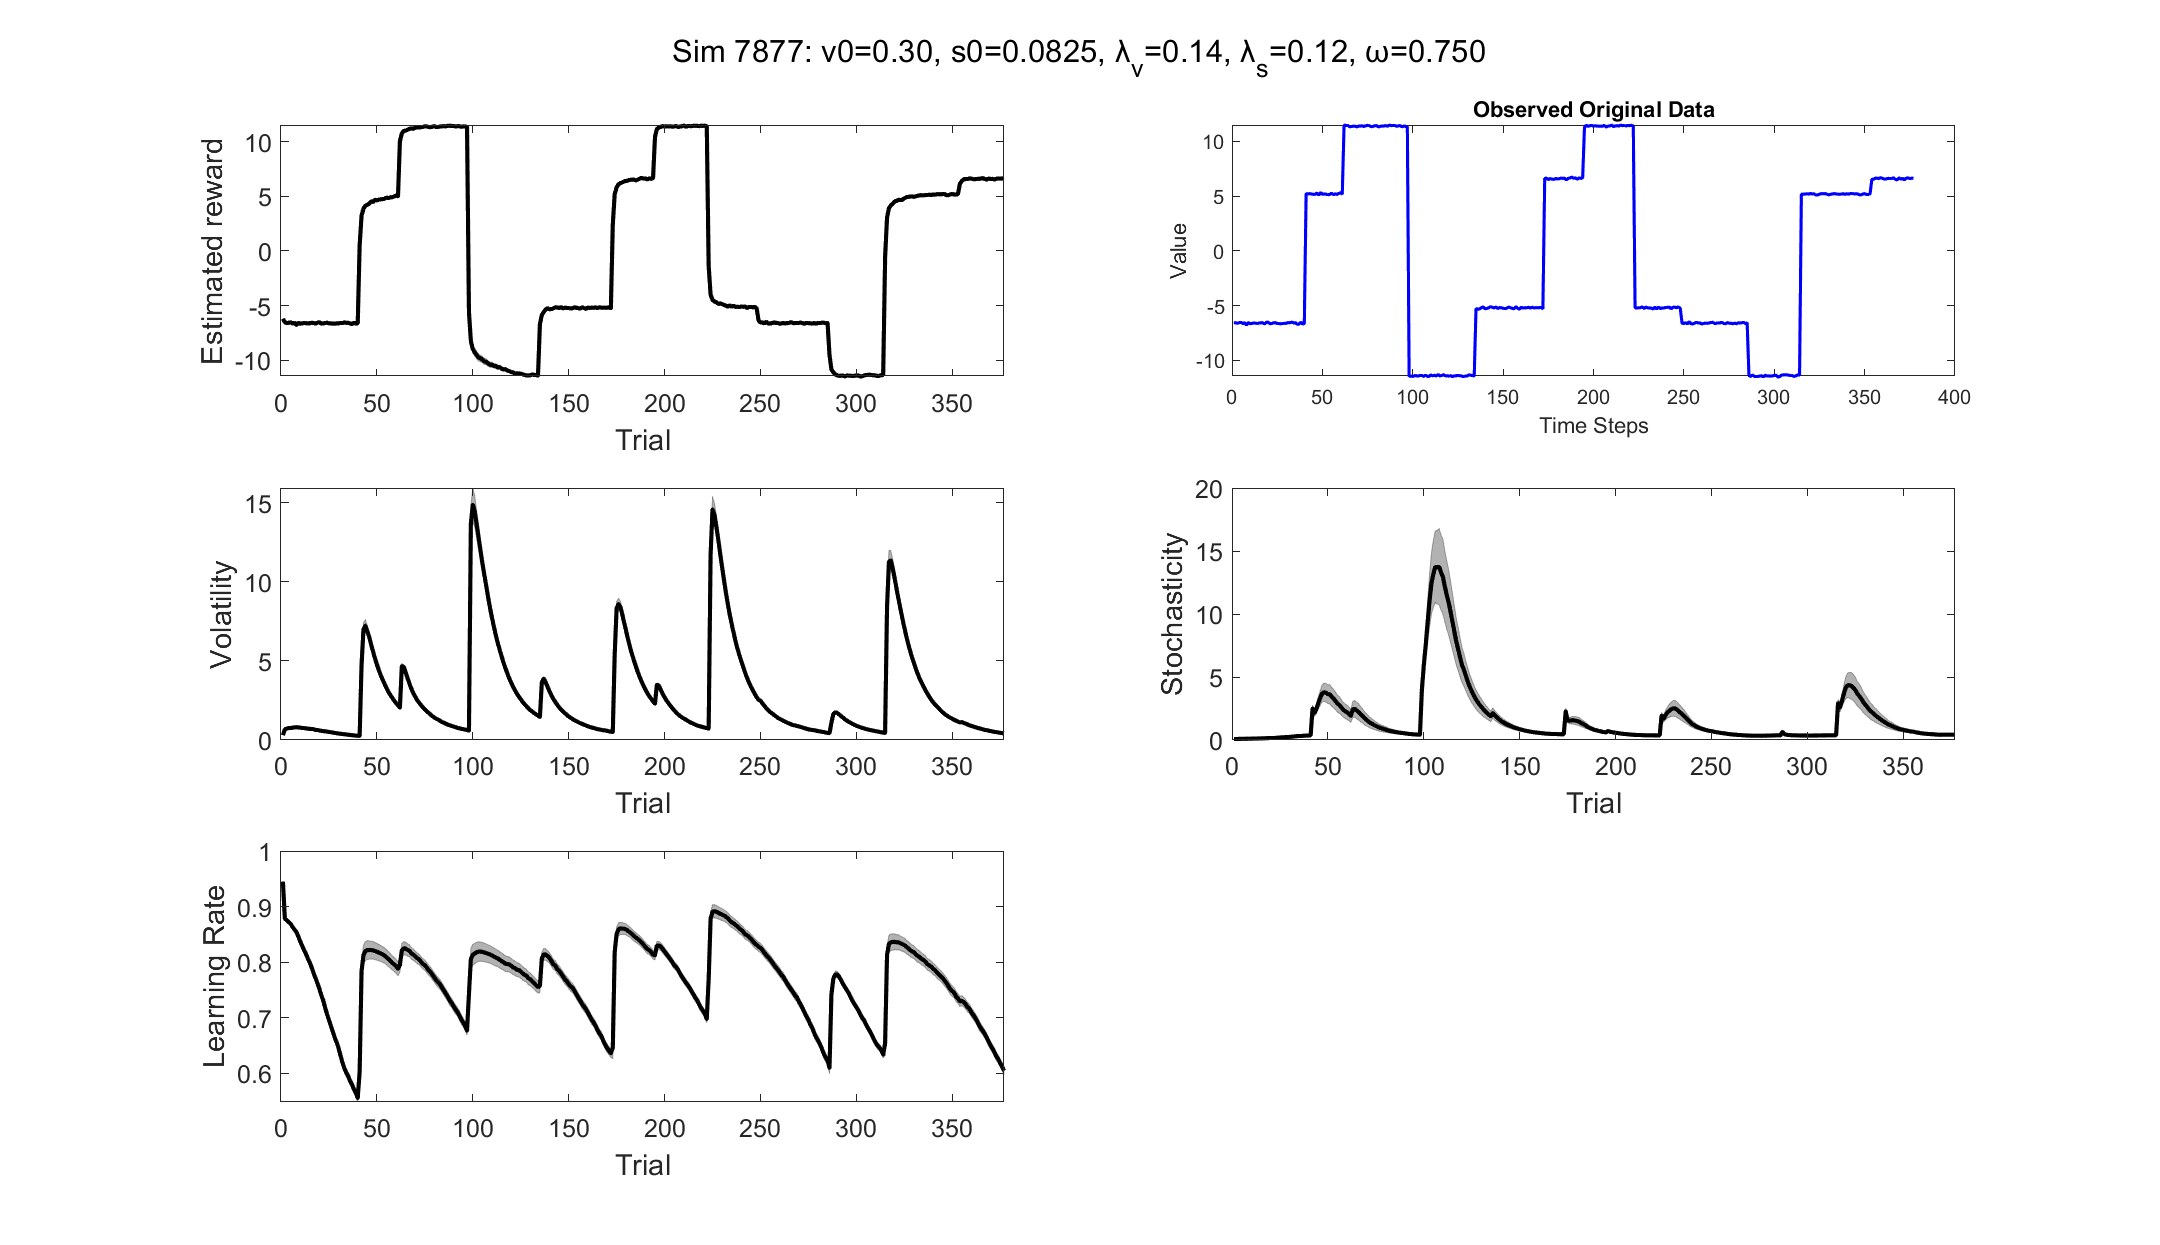 Sim 7877: v0=0.30, s0=0.0825, λ_v=0.14, λ_s=0.12, ω=0.750
Estimated reward
10
5
0
-5
-10
0 50 100 150 200 250 300 350
Trial
Observed Original Data
Value
10
5
0
-5
-10
0 50 100 150 200 250 300 350 400
Time Steps
Volatility
15
10
5
0
0 50 100 150 200 250 300 350
Trial
Stochasticity
20
15
10
5
0
0 50 100 150 200 250 300 350
Trial
Learning Rate
1
0.9
0.8
0.7
0.6
0 50 100 150 200 250 300 350
Trial